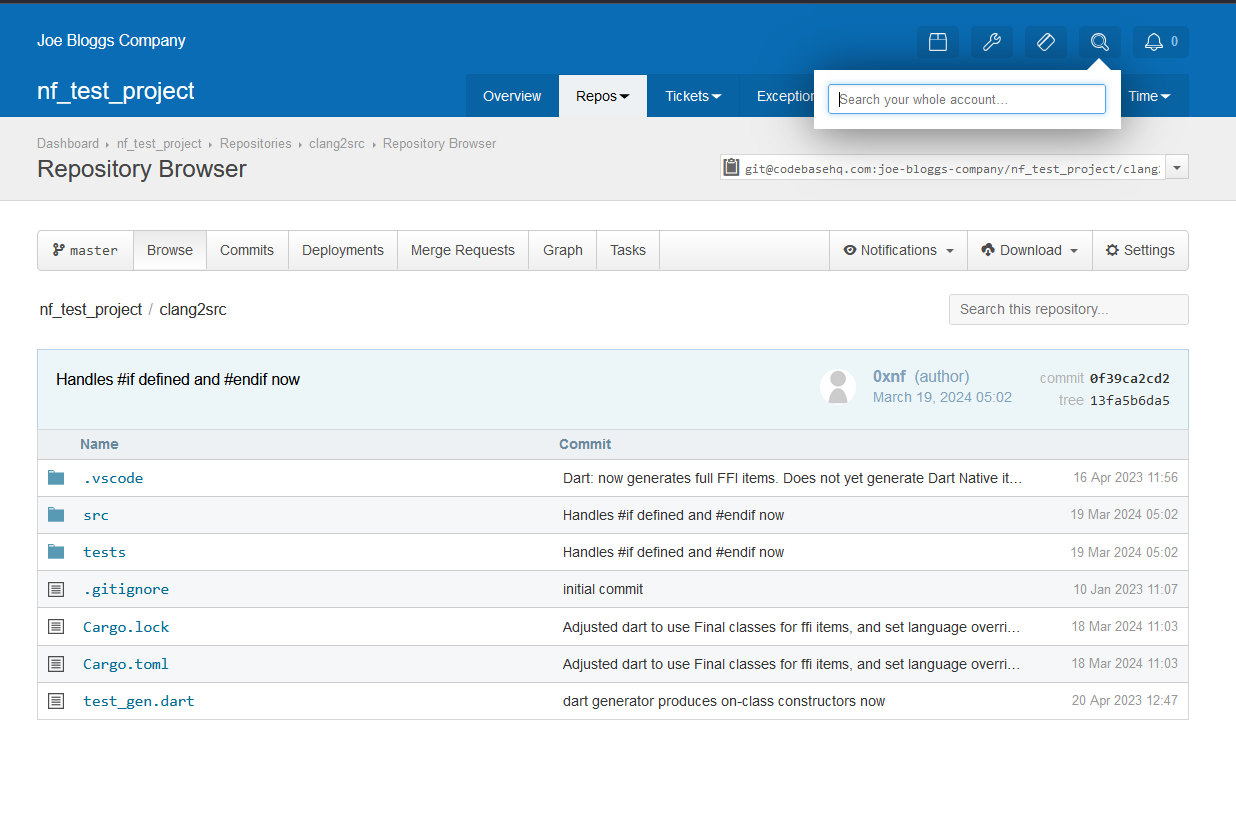 Joe Bloggs Company
0
nf_test_project
Overview
Repos
Tickets
Exception
Time
Search your whole account...
Dashboard nf_test_project Repositories clang2src Repository Browser
Repository Browser
git@codebasehq.com:joe-bloggs-company/nf_test_project/clang
master
Browse
Commits
Deployments
Merge Requests
Graph
Tasks
Notifications
Download
Settings
nf_test_project / clang2src
Search this repository...
Handles #if defined and #endif now
0xnf (author)
March 19, 2024 05:02
commit 0f39ca2cd2
tree 13fa5b6da5
Name Commit
.vscode Dart: now generates full FFI items. Does not yet generate Dart Native it… 16 Apr 2023 11:56
src Handles #if defined and #endif now 19 Mar 2024 05:02
tests Handles #if defined and #endif now 19 Mar 2024 05:02
.gitignore initial commit 10 Jan 2023 11:07
Cargo.lock Adjusted dart to use Final classes for ffi items, and set language overri… 18 Mar 2024 11:03
Cargo.toml Adjusted dart to use Final classes for ffi items, and set language overri… 18 Mar 2024 11:03
test_gen.dart dart generator produces on-class constructors now 20 Apr 2023 12:47